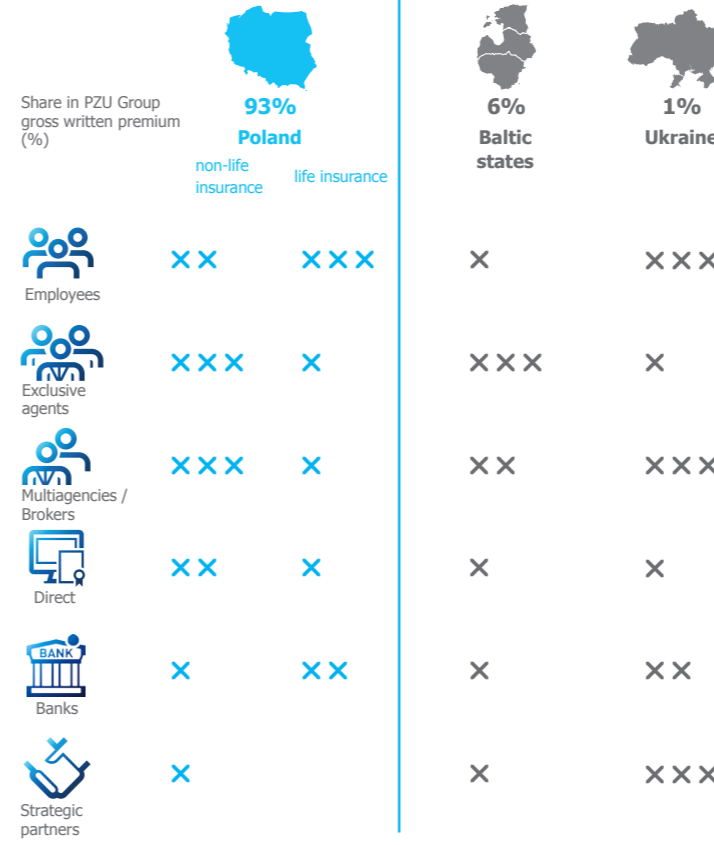 Share in PZU Group
gross written premium
(%)
93%
Poland
non-life
insurance
life insurance
6%
Baltic
states
1%
Ukraine
Employees
Exclusive
agents
Multiagencies /
Brokers
Direct
BANK
Banks
Strategic
partners